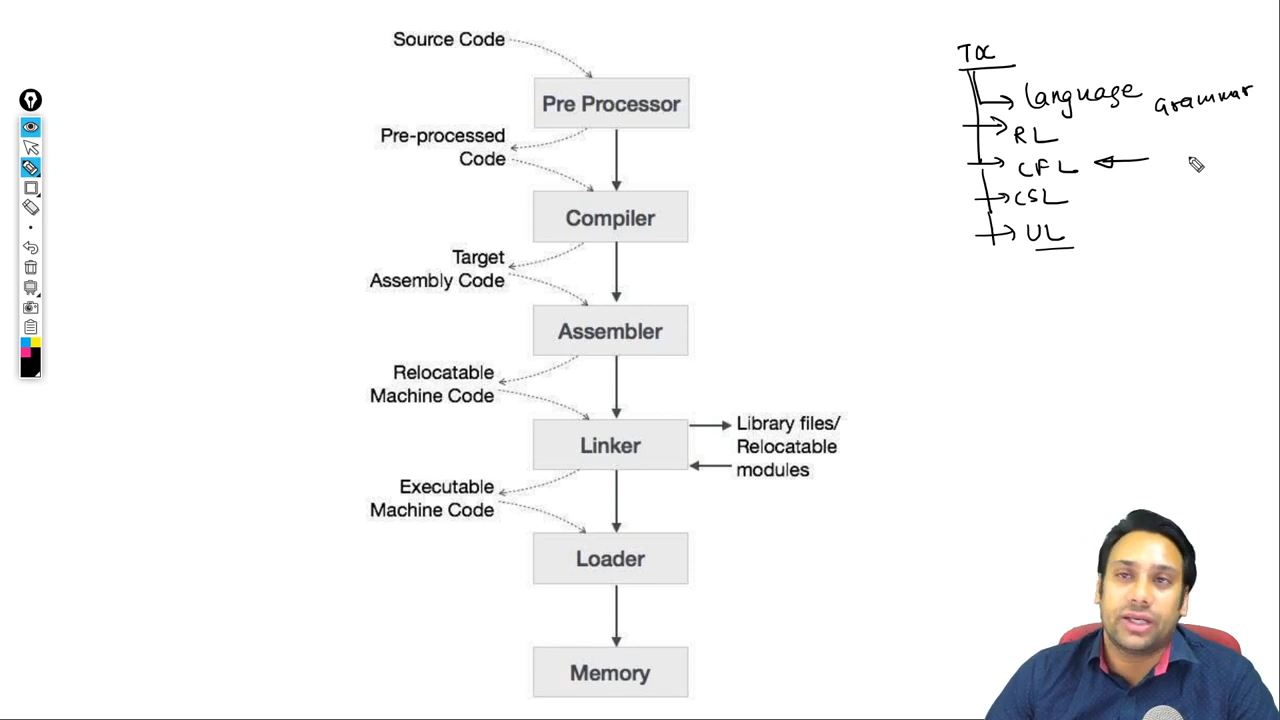 Source Code
Pre Processor
Pre-processed
Code
Compiler
Target
Assembly Code
Assembler
Relocatable
Machine Code
Linker
Library files/
Relocatable
modules
Executable
Machine Code
Loader
Memory
TOC
language Grammar
RL
CFL
CSL
UL